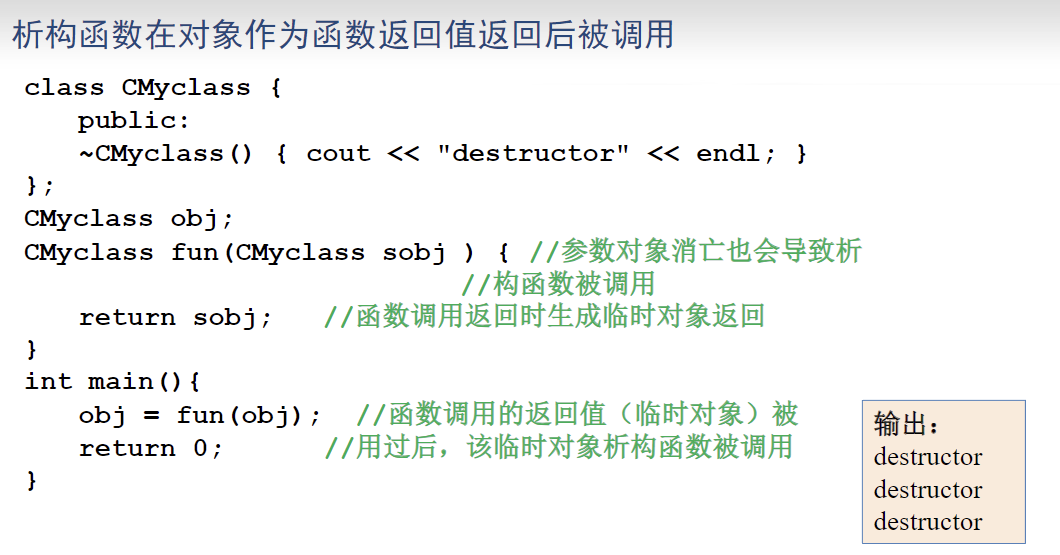 析构函数在对象作为函数返回值返回后被调用
class CMyclass {
public:
~CMyclass() { cout << "destructor" << endl; }
};
CMyclass obj;
CMyclass fun(CMyclass sobj ) { //参数对象消亡也会导致析
//构函数被调用
return sobj; //函数调用返回时生成临时对象返回
}
int main(){
obj = fun(obj); //函数调用的返回值（临时对象）被
return 0; //用过后，该临时对象析构函数被调用
}
输出：
destructor
destructor
destructor